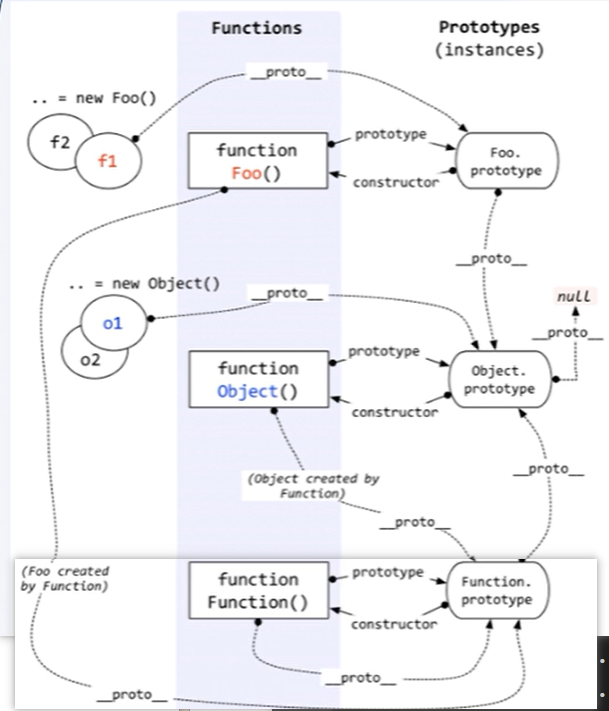 Functions
Prototypes
(instances)
__proto__
.. = new Foo()
f2
f1
function
Foo()
prototype
constructor
Foo.
prototype
__proto__
.. = new Object()
__proto__
null
__proto__
o1
o2
function
Object()
prototype
constructor
Object.
prototype
(Object created by
Function)
__proto__
__proto__
(Foo created
by Function)
function
Function()
prototype
constructor
Function.
prototype
__proto__
__proto__